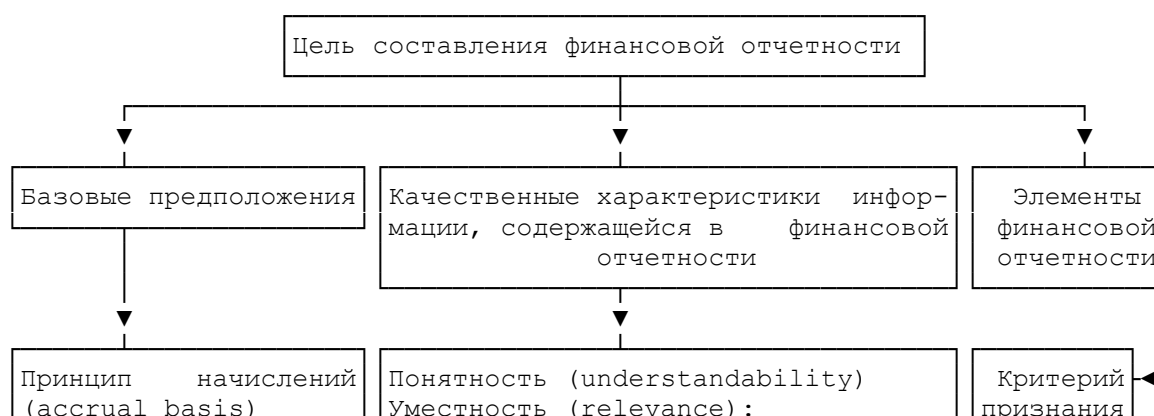 Цель составления финансовой отчетности
Базовые предположения
Качественные характеристики инфор-
мации, содержащейся в финансовой
отчетности
Элементы
финансовой
отчетности
Принцип начислений
(accrual basis)
Понятность (understandability)
Уместность (relevance):
Критерий
признания